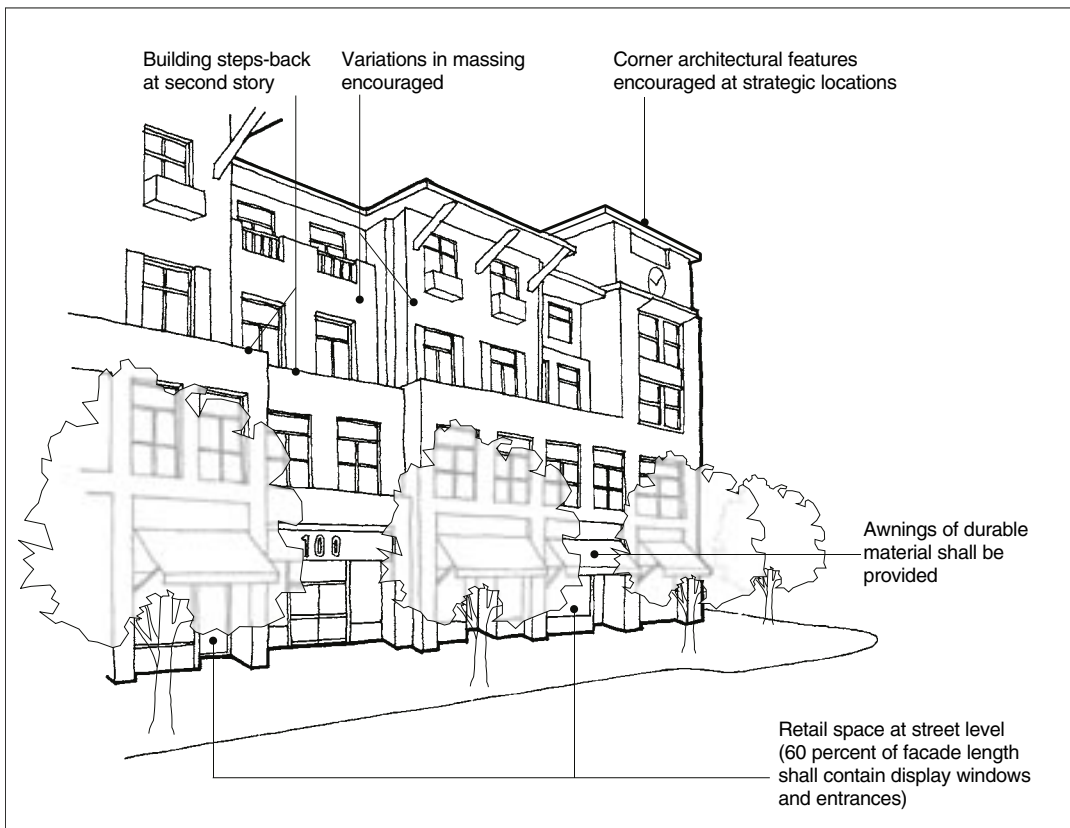 Building steps-back
at second story
Variations in massing
encouraged
Corner architectural features
encouraged at strategic locations
100
Awnings of durable
material shall be
provided
Retail space at street level
(60 percent of facade length
shall contain display windows
and entrances)